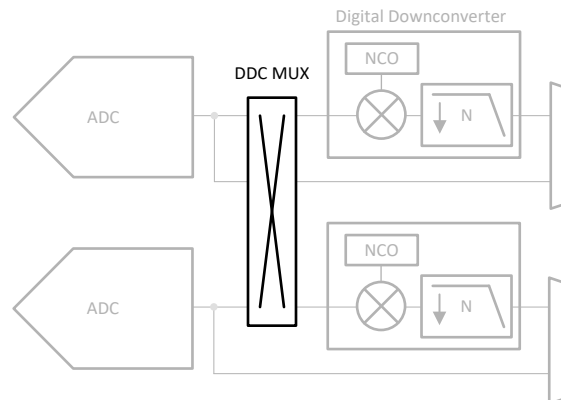 Digital Downconverter
NCO
DDC MUX
ADC
N
NCO
ADC
N